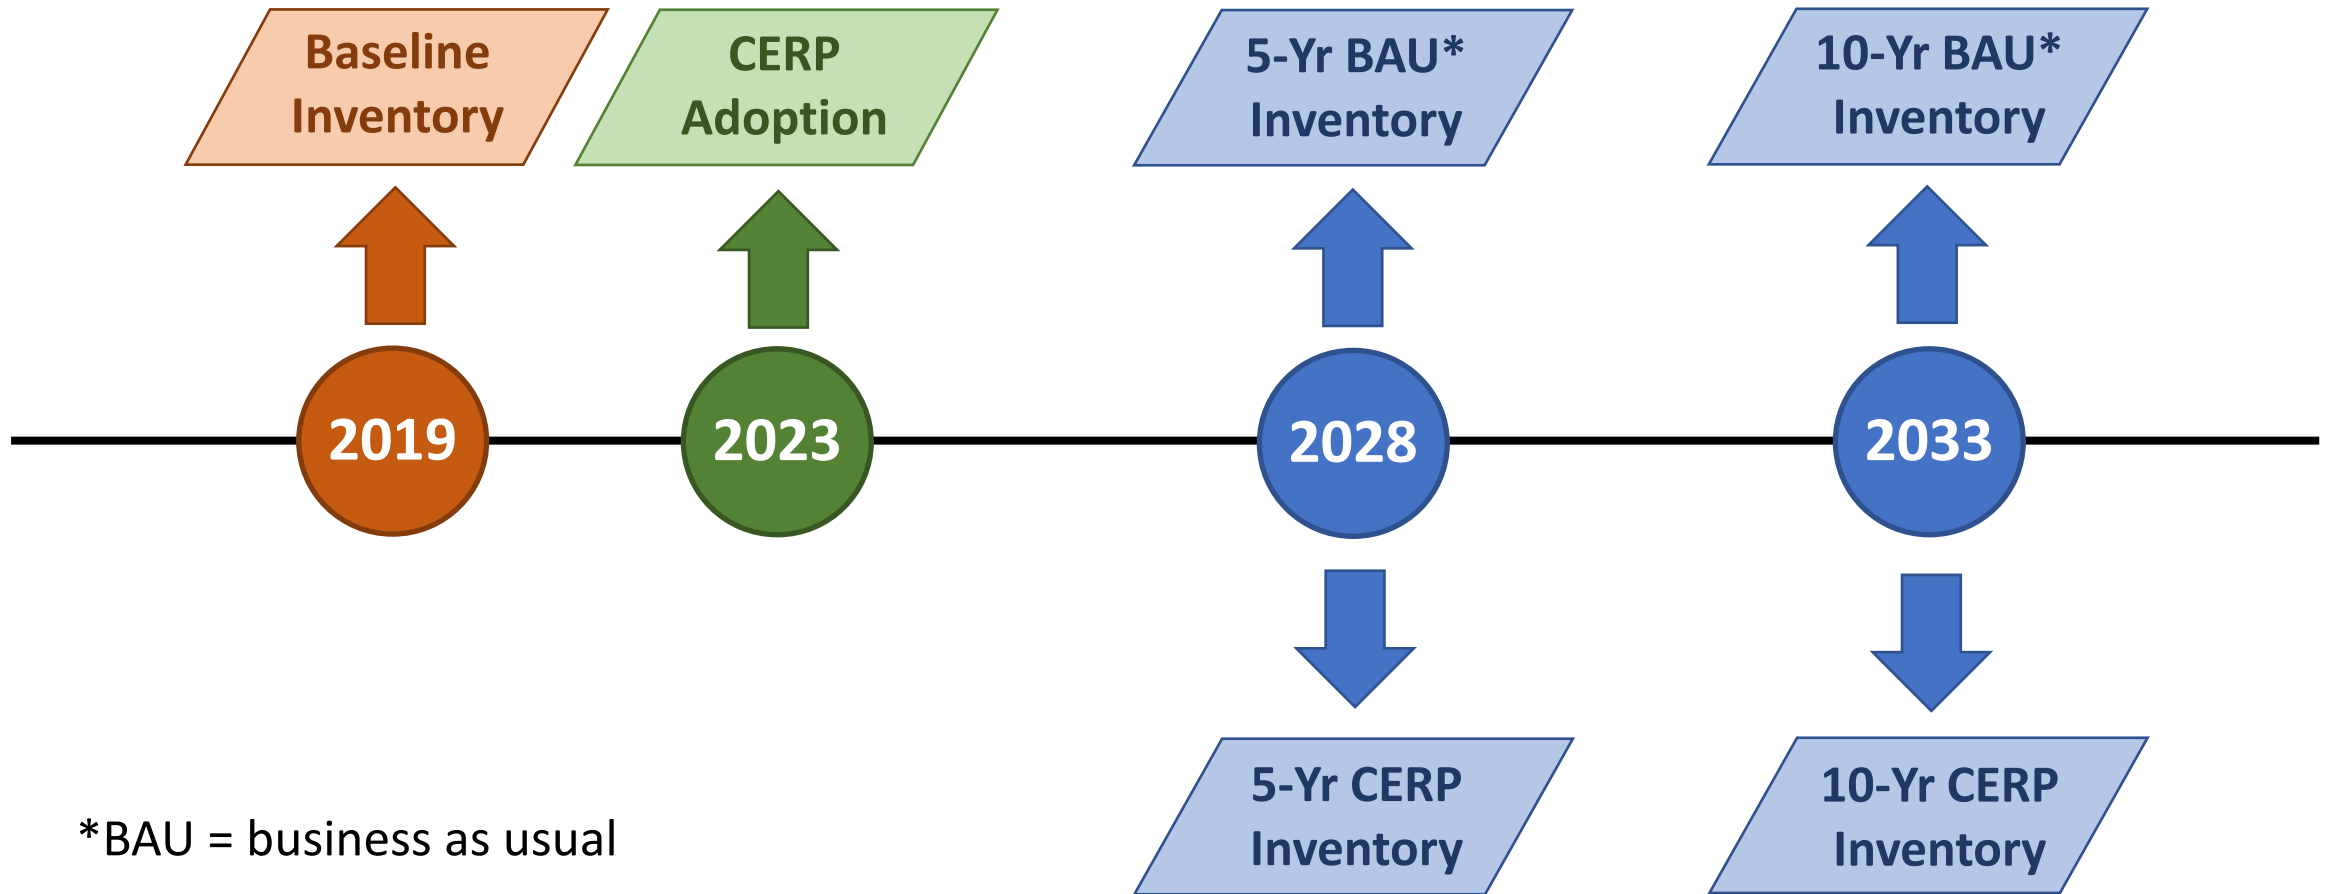 Baseline
Inventory
CERP
Adoption
5-Yr BAU*
Inventory
10-Yr BAU*
Inventory
2019
2023
2028
2033
5-Yr CERP
Inventory
10-Yr CERP
Inventory
*BAU = business as usual